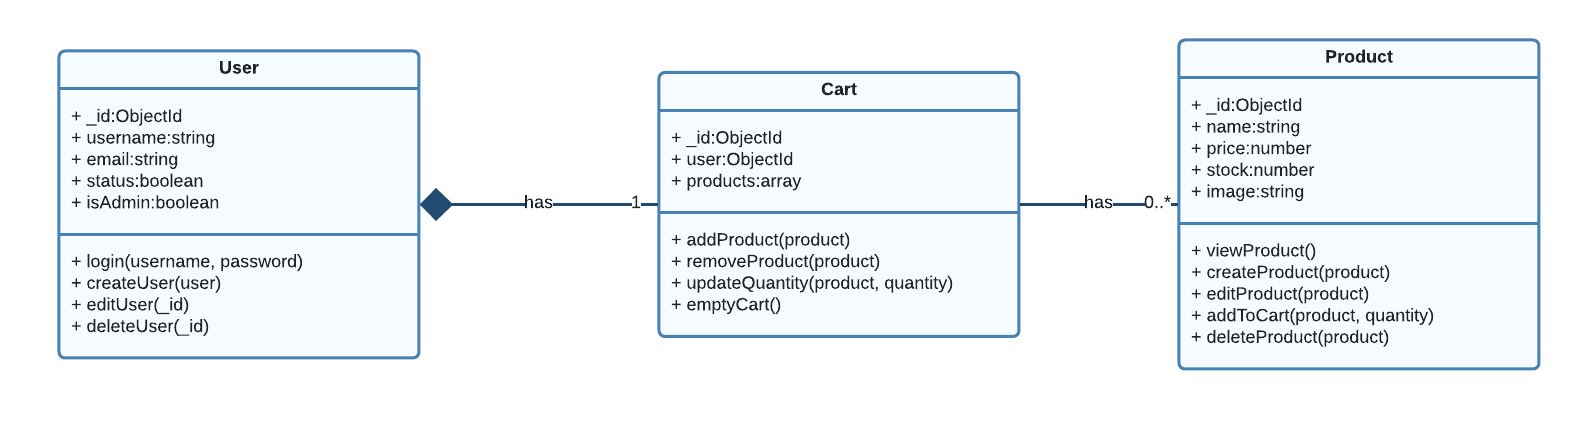 User
+ _id:ObjectId
+ username:string
+ email:string
+ status:boolean
+ isAdmin:boolean
+ login(username, password)
+ createUser(user)
+ editUser(_id)
+ deleteUser(_id)
has
1
Cart
+ _id:ObjectId
+ user:ObjectId
+ products:array
+ addProduct(product)
+ removeProduct(product)
+ updateQuantity(product, quantity)
+ emptyCart()
has
0..*
Product
+ _id:ObjectId
+ name:string
+ price:number
+ stock:number
+ image:string
+ viewProduct()
+ createProduct(product)
+ editProduct(product)
+ addToCart(product, quantity)
+ deleteProduct(product)